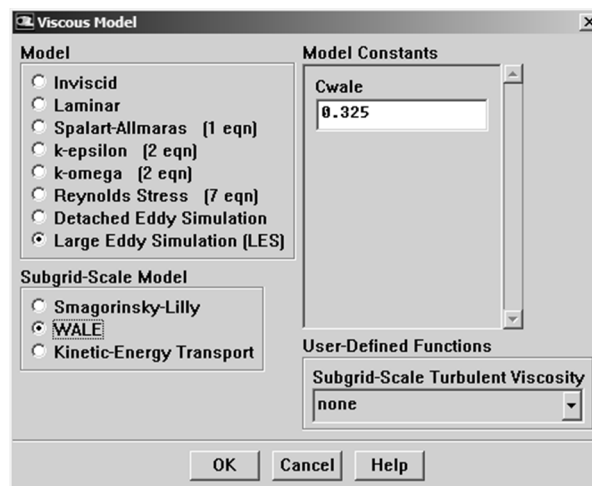 Viscous Model
Model
Inviscid
Laminar
Spalart-Allmaras (1 eqn)
k-epsilon (2 eqn)
k-omega (2 eqn)
Reynolds Stress (7 eqn)
Detached Eddy Simulation
Large Eddy Simulation (LES)
Subgrid-Scale Model
Smagorinsky-Lilly
WALE
Kinetic-Energy Transport
Model Constants
Cwale
0.325
User-Defined Functions
Subgrid-Scale Turbulent Viscosity
none
OK Cancel Help